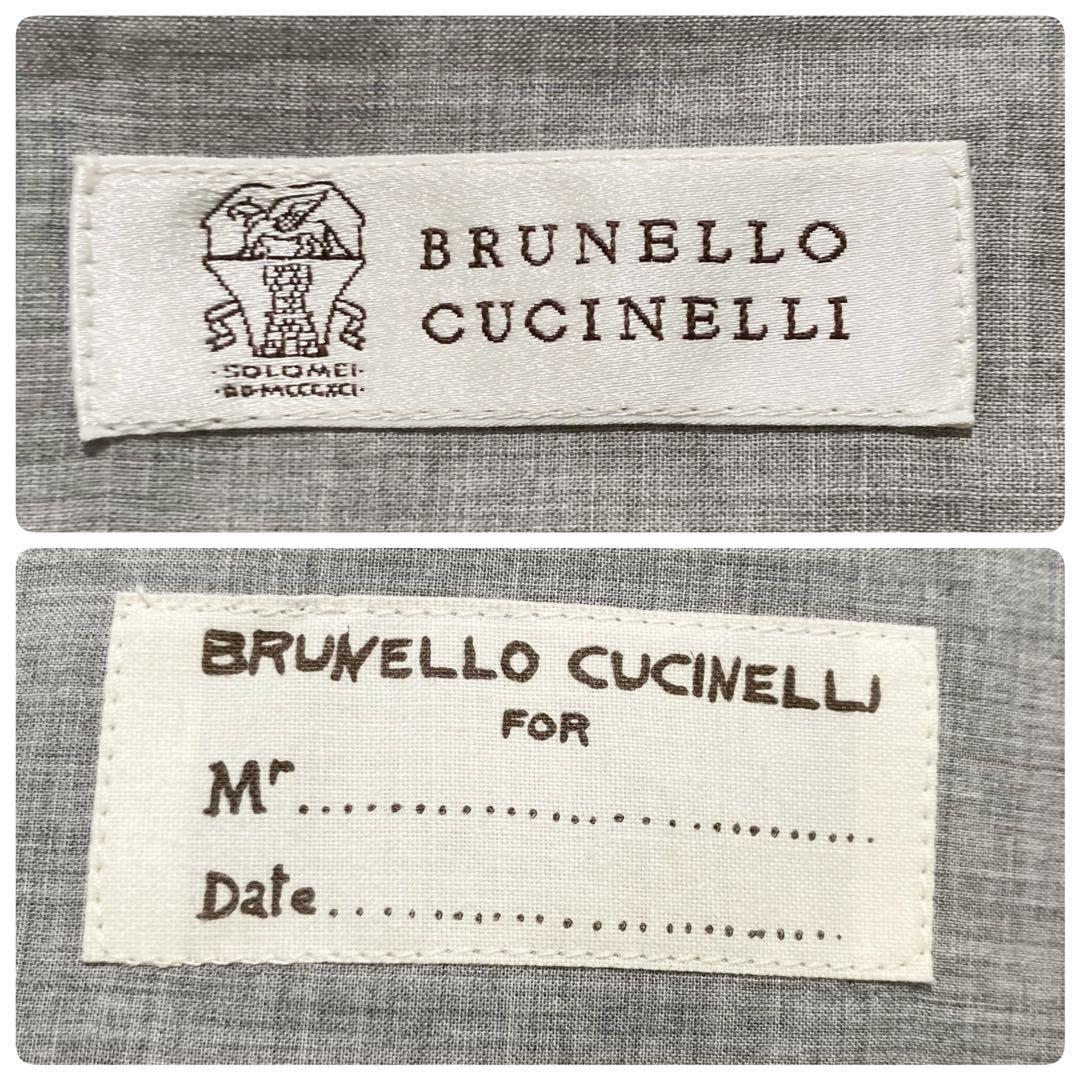 BRUNELLO
CUCINELLI
·SOLOMEI·
·AD·MCCCXCI·
BRUNELLO CUCINELLI
FOR
Mr....................................
Date....................................